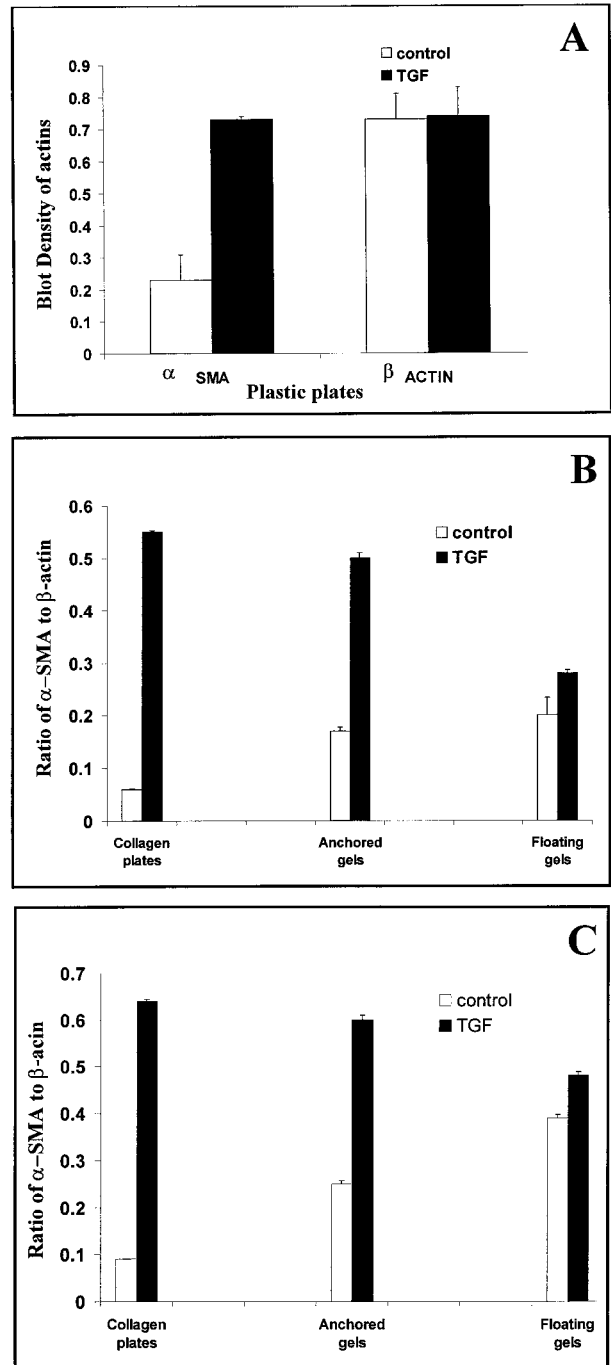 A
control
TGF
0.9
0.8
0.7
0.6
0.5
0.4
0.3
0.2
0.1
0
Blot Density of actins
α SMA
β ACTIN
Plastic plates
B
control
TGF
0.6
0.5
0.4
0.3
0.2
0.1
0
Ratio of α–SMA to β-actin
Collagen plates
Anchored gels
Floating gels
C
control
TGF
0.7
0.6
0.5
0.4
0.3
0.2
0.1
0
Ratio of α–SMA to β-acin
Collagen plates
Anchored gels
Floating gels